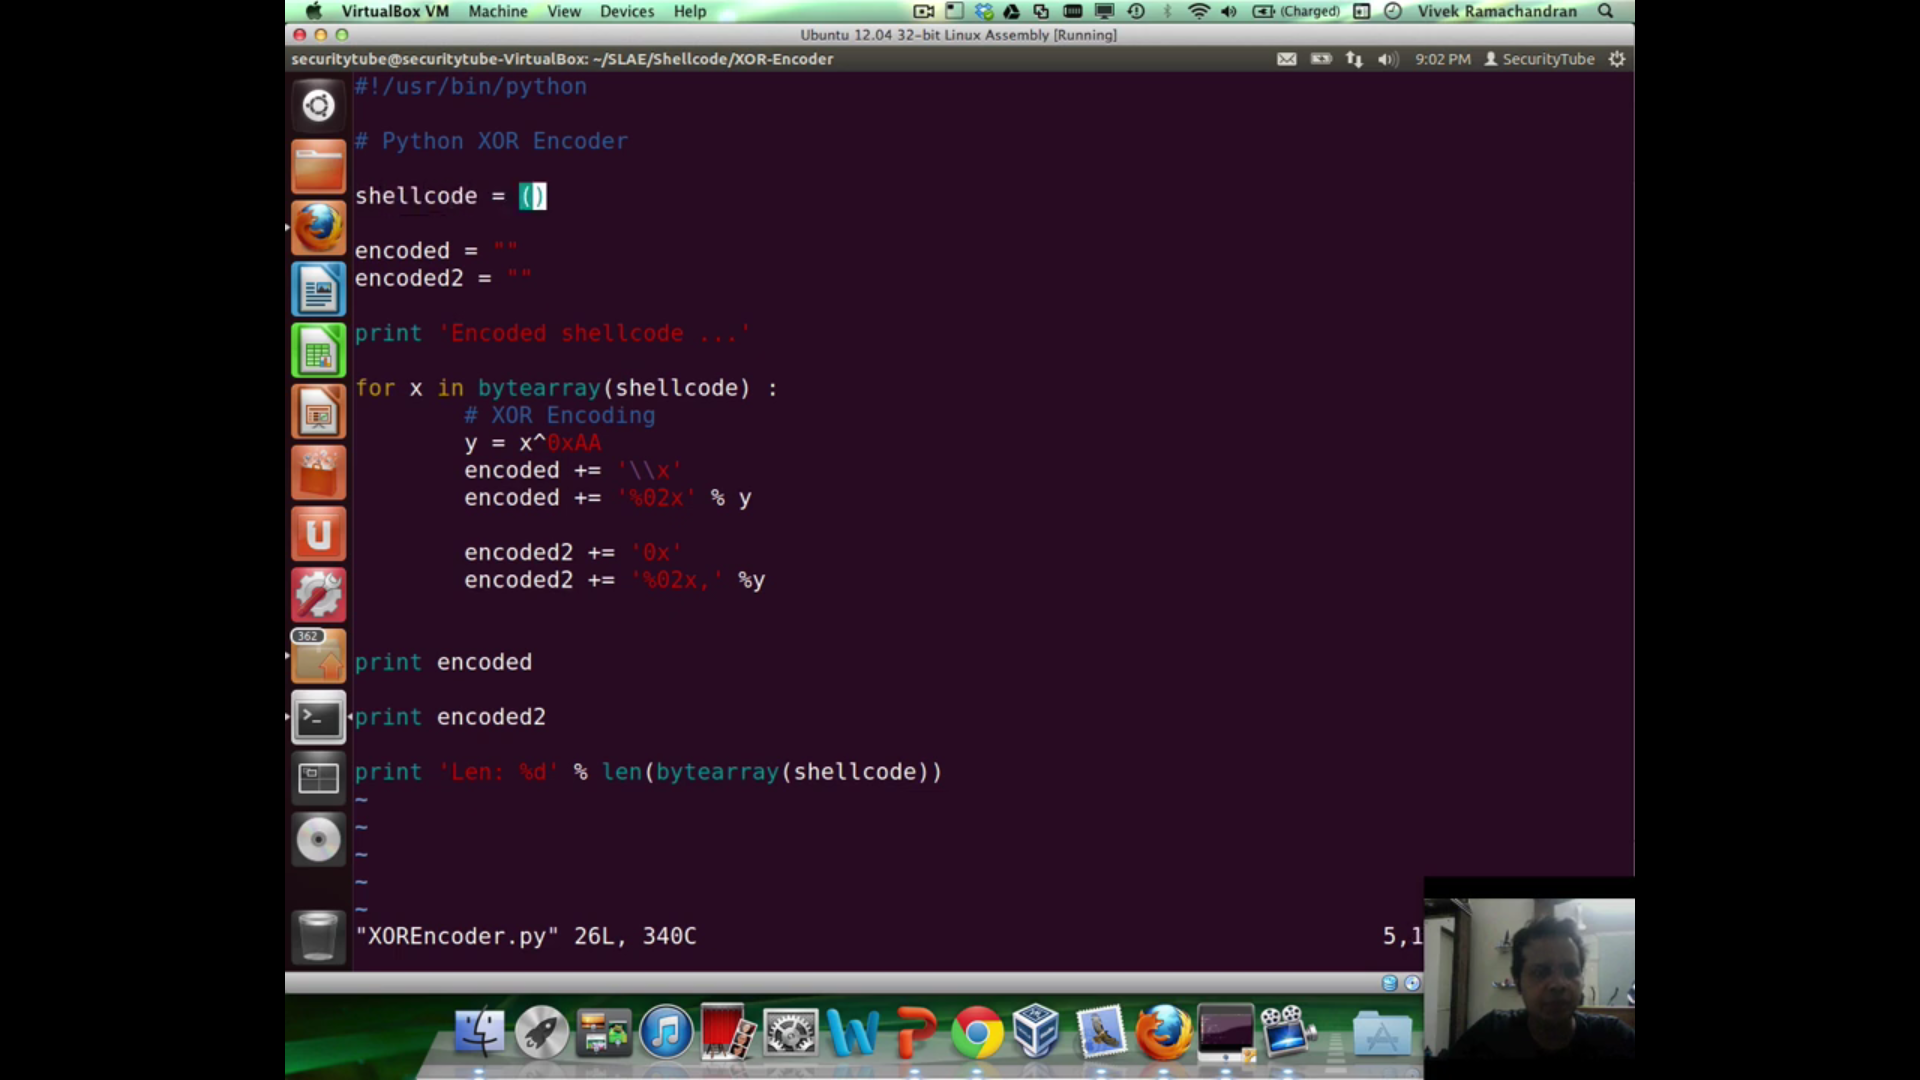 VirtualBox VM Machine View Devices Help (Charged) Vivek Ramachandran
Ubuntu 12.04 32-bit Linux Assembly [Running]
securitytube@securitytube-VirtualBox: ~/SLAE/Shellcode/XOR-Encoder 9:02 PM SecurityTube
#!/usr/bin/python
# Python XOR Encoder
shellcode = ()
encoded = ""
encoded2 = ""
print 'Encoded shellcode ...'
for x in bytearray(shellcode) :
# XOR Encoding
y = x^0xAA
encoded += '\\x'
encoded += '%02x' % y
encoded2 += '0x'
encoded2 += '%02x,' %y
362
print encoded
print encoded2
print 'Len: %d' % len(bytearray(shellcode))
~
~
~
~
~
"XOREncoder.py" 26L, 340C 5,1